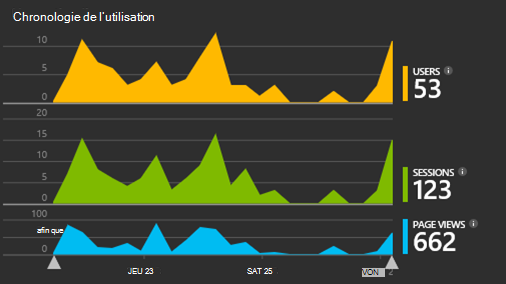 Chronologie de l'utilisation
10
5
0
USERS
53
20
15
10
5
0
SESSIONS
123
100
afin que
0
PAGE VIEWS
662
JEU 23
SAT 25
VON
2